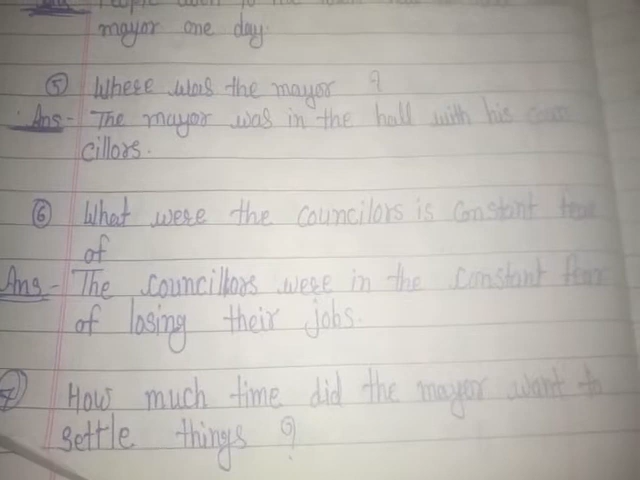 mayor one day.
⑤ Where was the mayor ?
Ans - The mayor was in the hall with his coun
cillors.
⑥ What were the councilors is constant fear
of
Ans - The councillors were in the constant fear
of losing their jobs.
7 How much time did the mayor want to
settle things ?